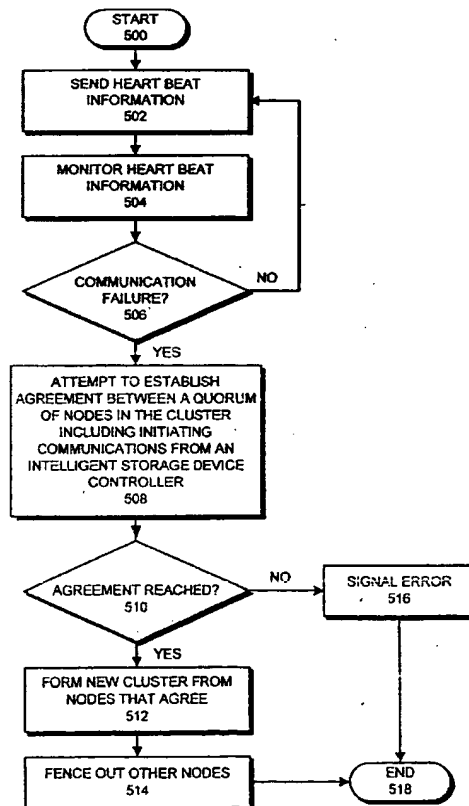 START
500
SEND HEART BEAT
INFORMATION
502
MONITOR HEART BEAT
INFORMATION
504
COMMUNICATION
FAILURE?
506
NO
YES
ATTEMPT TO ESTABLISH
AGREEMENT BETWEEN A QUORUM
OF NODES IN THE CLUSTER
INCLUDING INITIATING
COMMUNICATIONS FROM AN
INTELLIGENT STORAGE DEVICE
CONTROLLER
508
AGREEMENT REACHED?
510
NO
SIGNAL ERROR
516
YES
FORM NEW CLUSTER FROM
NODES THAT AGREE
512
FENCE OUT OTHER NODES
514
END
518